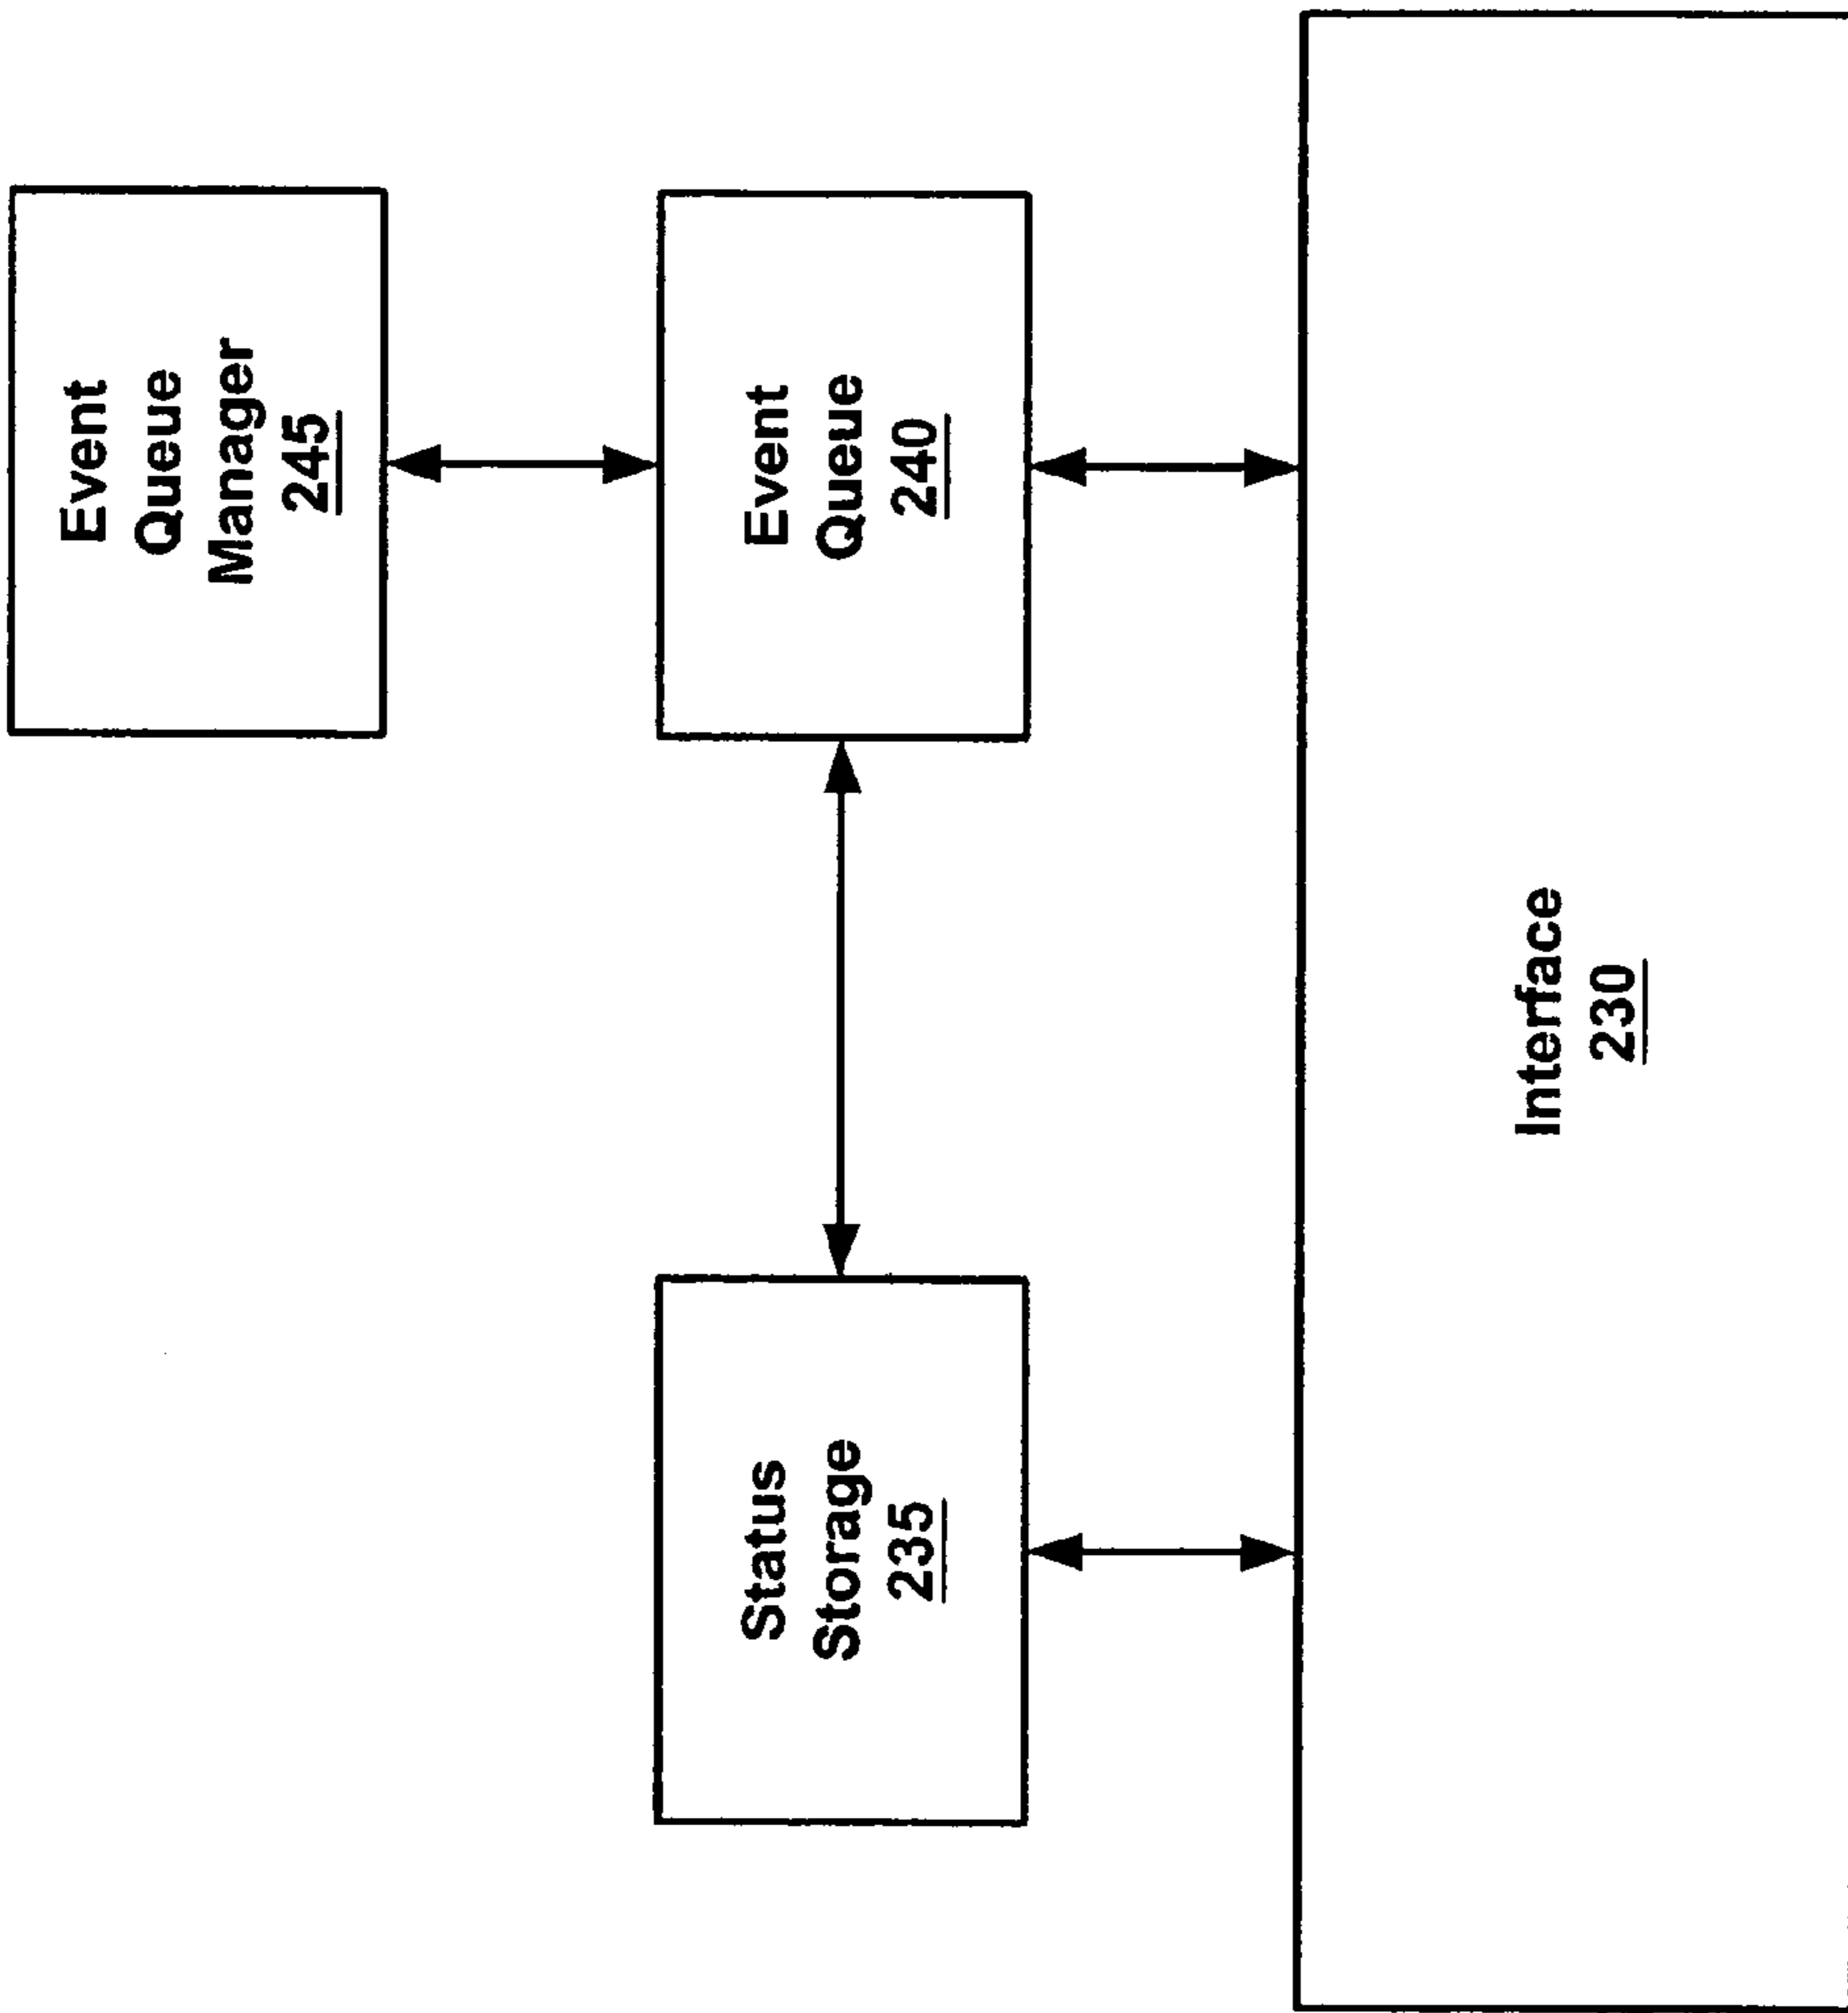 Event
Queue
Manager
245
Status
Storage
235
Event
Queue
240
Interface
230